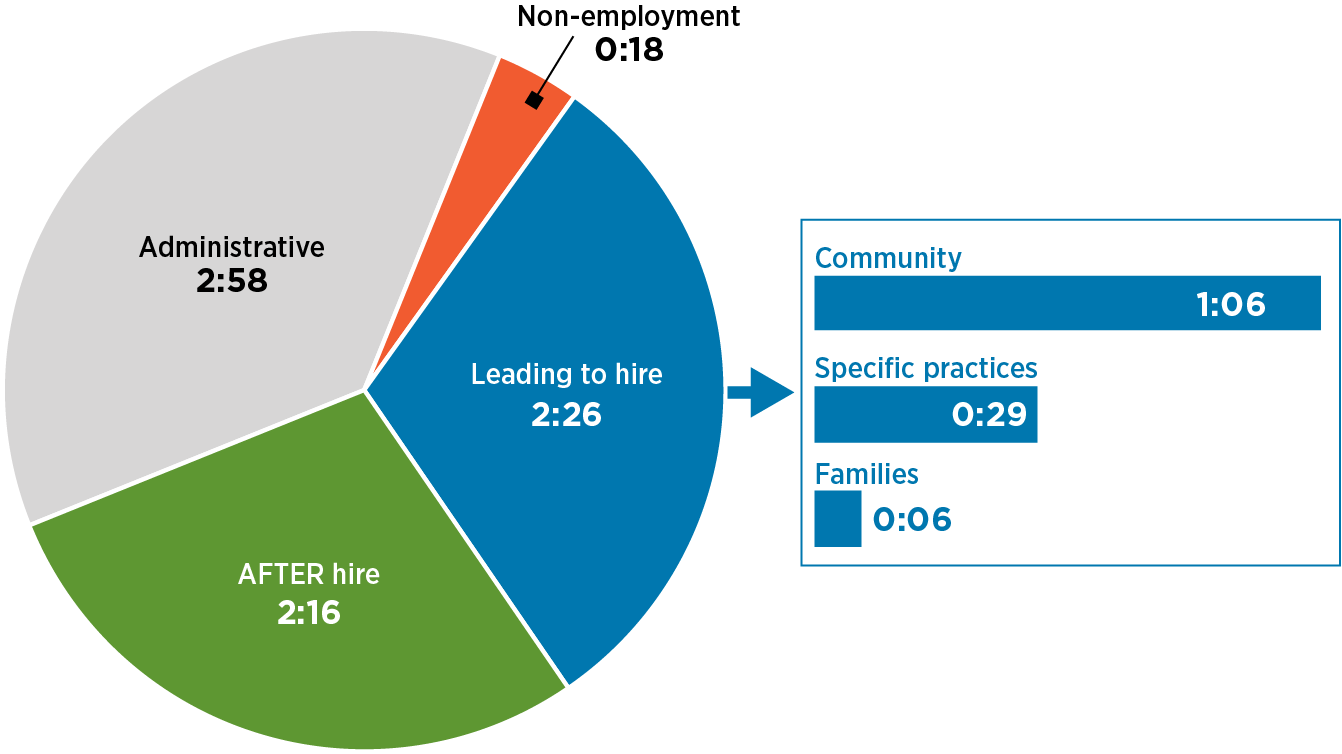 Non-employment
0:18
Administrative
2:58
Leading to hire
2:26
AFTER hire
2:16
Community
1:06
Specific practices
0:29
Families
0:06